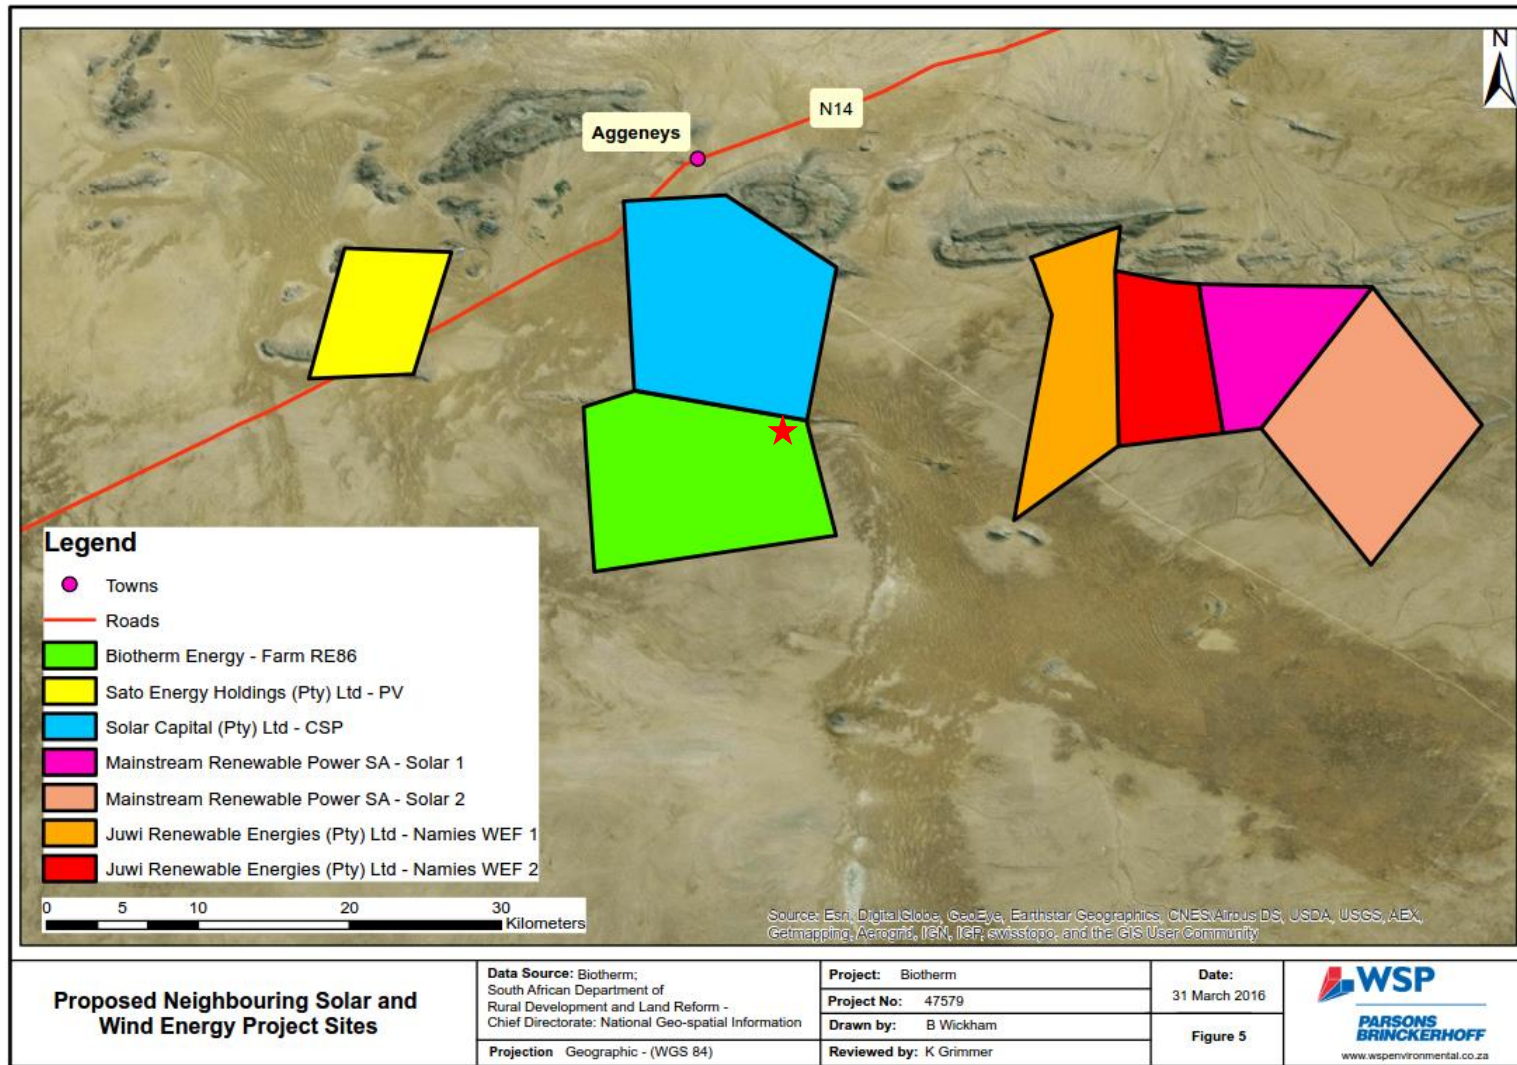 N
N14
Aggeneys
Legend
Towns
Roads
Biotherm Energy - Farm RE86
Sato Energy Holdings (Pty) Ltd - PV
Solar Capital (Pty) Ltd - CSP
Mainstream Renewable Power SA - Solar 1
Mainstream Renewable Power SA - Solar 2
Juwi Renewable Energies (Pty) Ltd - Namies WEF 1
Juwi Renewable Energies (Pty) Ltd - Namies WEF 2
0 5 10 20 30
Kilometers
Source: Esri, DigitalGlobe, GeoEye, Earthstar Geographics, CNES/Airbus DS, USDA, USGS, AEX,
Getmapping, Aerogrid, IGN, IGP, swisstopo, and the GIS User Community
Proposed Neighbouring Solar and
Wind Energy Project Sites
Data Source: Biotherm;
South African Department of
Rural Development and Land Reform -
Chief Directorate: National Geo-spatial Information
Projection Geographic - (WGS 84)
Project: Biotherm
Project No: 47579
Drawn by: B Wickham
Reviewed by: K Grimmer
Date:
31 March 2016
Figure 5
WSP
PARSONS
BRINCKERHOFF
www.wspenvironmental.co.za